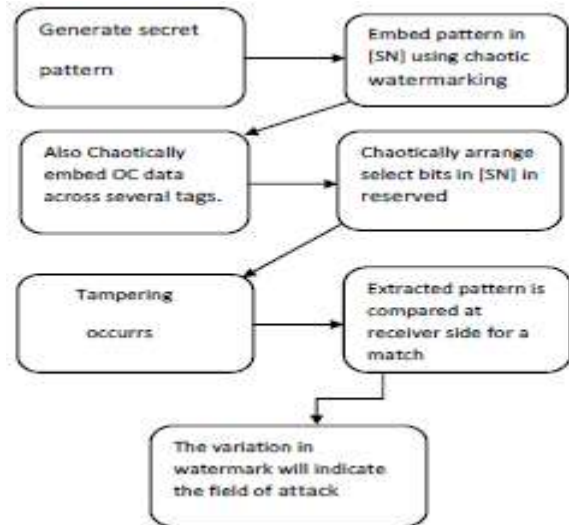 Generate secret
pattern
Embed pattern in
[SN] using chaotic
watermarking
Also Chaotically
embed OC data
across several tags.
Chaotically arrange
select bits in [SN] in
reserved
Tampering
occurrs
Extracted pattern is
compared at
receiver side for a
match
The variation in
watermark will indicate
the field of attack